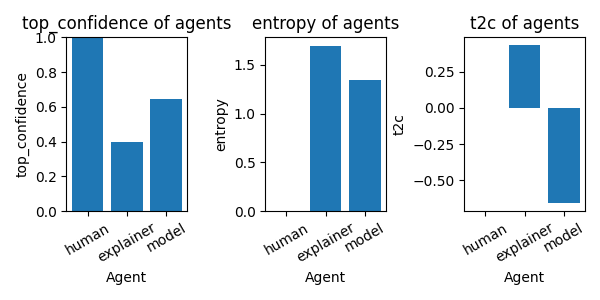 top_confidence of agents
top_confidence
1.0
0.8
0.6
0.4
0.2
0.0
human
explainer
model
Agent
entropy of agents
entropy
1.5
1.0
0.5
0.0
human
explainer
model
Agent
t2c of agents
t2c
0.25
0.00
−0.25
−0.50
human
explainer
model
Agent